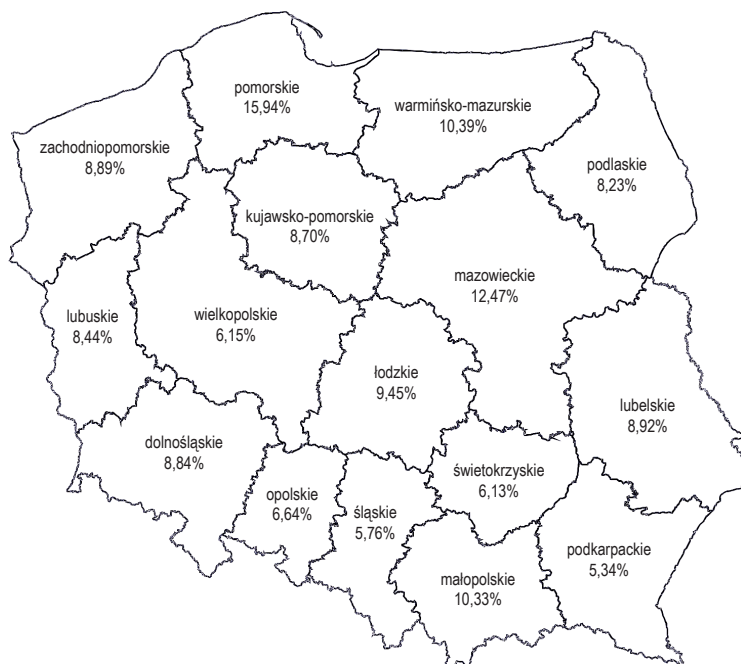 pomorskie
15,94%
warmińsko-mazurskie
10,39%
zachodniopomorskie
8,89%
podlaskie
8,23%
kujawsko-pomorskie
8,70%
mazowieckie
12,47%
lubuskie
8,44%
wielkopolskie
6,15%
łodzkie
9,45%
lubelskie
8,92%
dolnośląskie
8,84%
świetokrzyskie
6,13%
opolskie
6,64%
śląskie
5,76%
podkarpackie
5,34%
małopolskie
10,33%